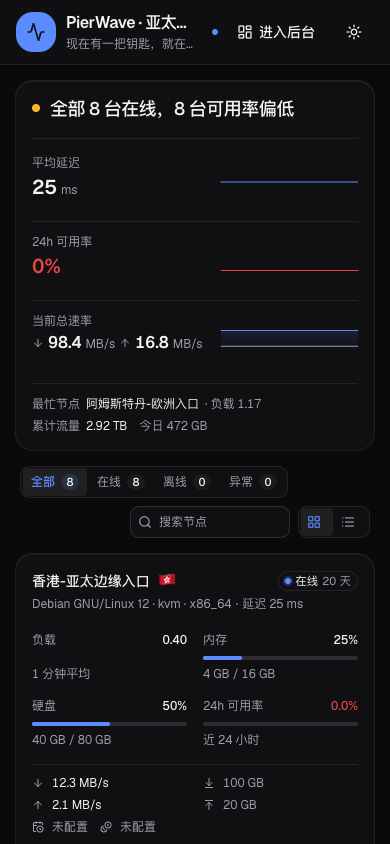 PierWave · 亚太...
现在有一把钥匙，就在...
进入后台
全部 8 台在线，8 台可用率偏低
平均延迟
25 ms
24h 可用率
0%
当前总速率
↓ 98.4 MB/s ↑ 16.8 MB/s
最忙节点 阿姆斯特丹-欧洲入口 · 负载 1.17
累计流量 2.92 TB 今日 472 GB
全部 8 在线 8 离线 0 异常 0
搜索节点
香港-亚太边缘入口 🇭🇰 在线 20 天
Debian GNU/Linux 12 · kvm · x86_64 · 延迟 25 ms
负载 0.40 内存 25%
1 分钟平均 4 GB / 16 GB
硬盘 50% 24h 可用率 0.0%
40 GB / 80 GB 近 24 小时
↓ 12.3 MB/s 100 GB
↑ 2.1 MB/s 20 GB
未配置 未配置